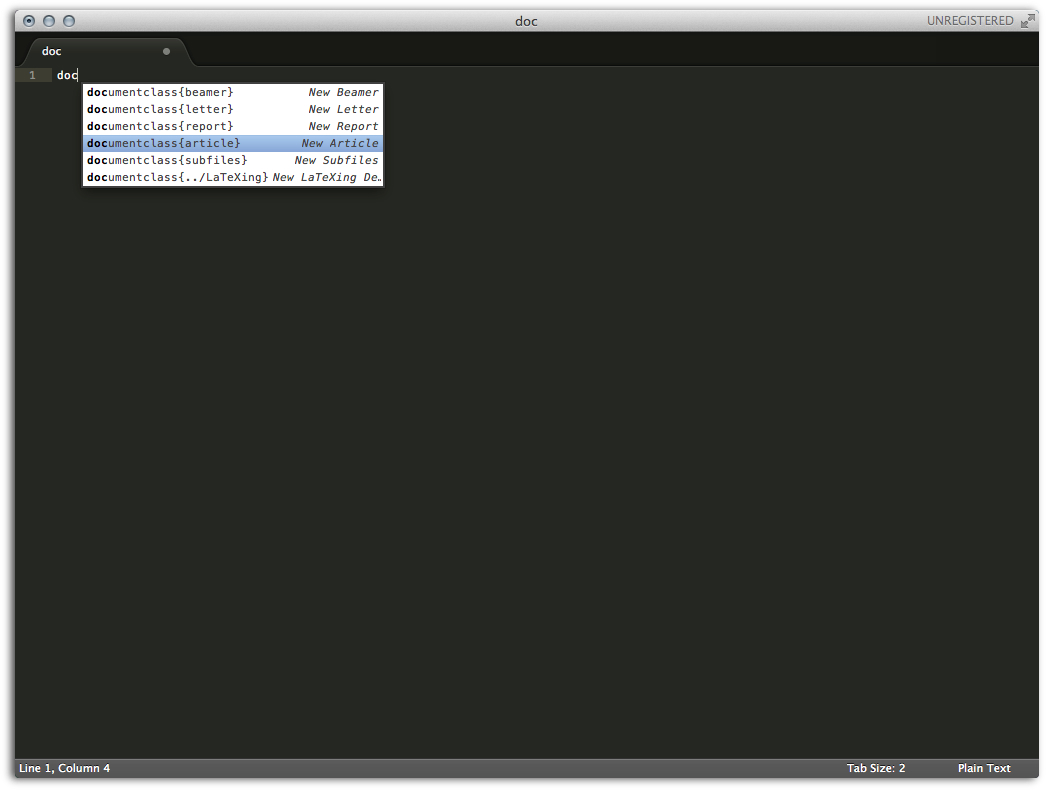 doc UNREGISTERED
doc
1 doc
documentclass{beamer} New Beamer
documentclass{letter} New Letter
documentclass{report} New Report
documentclass{article} New Article
documentclass{subfiles} New Subfiles
documentclass{../LaTeXing} New LaTeXing De…
Line 1, Column 4 Tab Size: 2 Plain Text